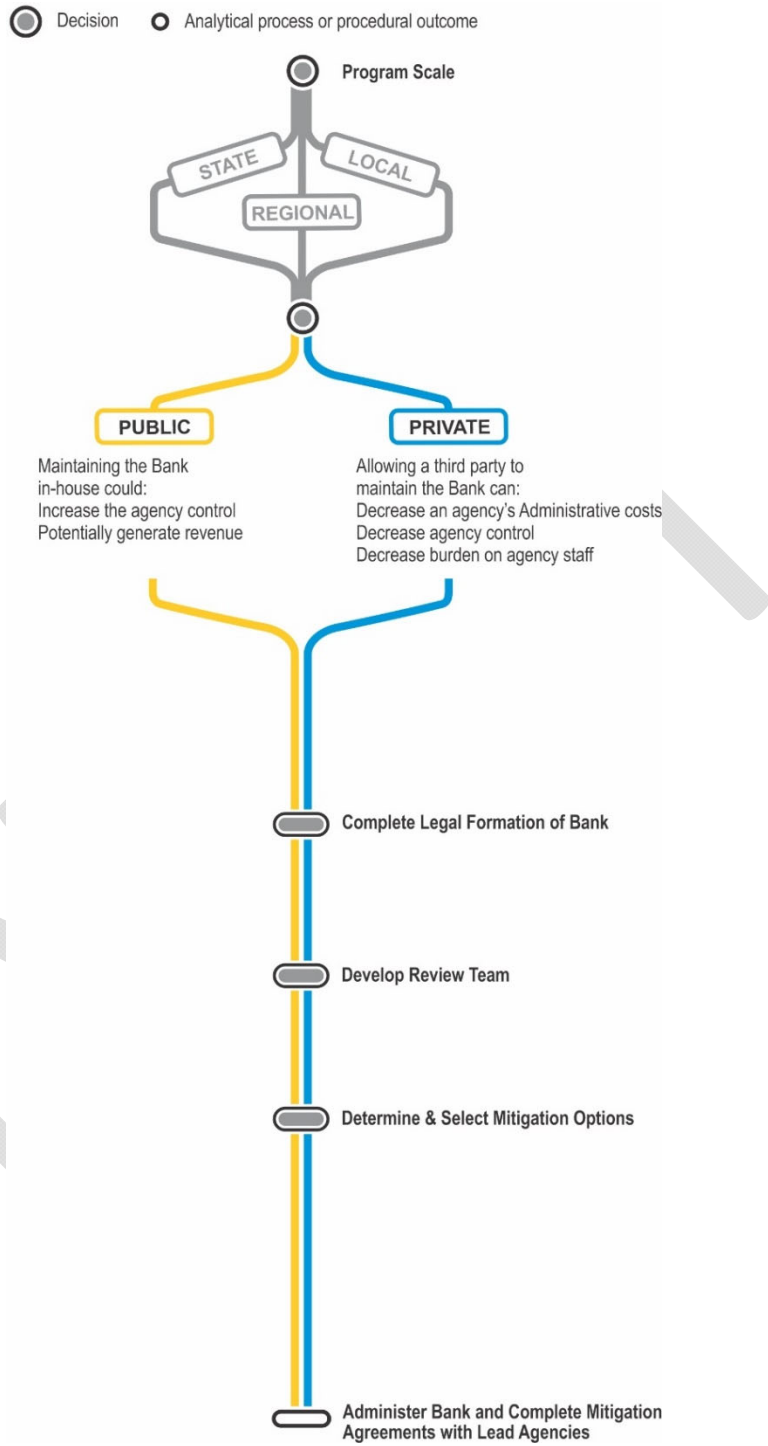 Decision
Analytical process or procedural outcome
Program Scale
STATE
LOCAL
REGIONAL
PUBLIC
Maintaining the Bank
in-house could:
Increase the agency control
Potentially generate revenue
PRIVATE
Allowing a third party to
maintain the Bank can:
Decrease an agency's Administrative costs
Decrease agency control
Decrease burden on agency staff
Complete Legal Formation of Bank
Develop Review Team
Determine & Select Mitigation Options
Administer Bank and Complete Mitigation
Agreements with Lead Agencies